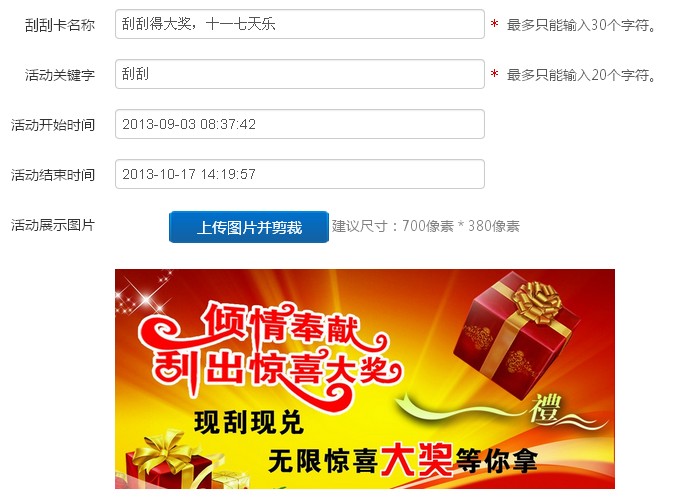 刮刮卡名称 刮刮得大奖，十一七天乐 * 最多只能输入30个字符。
活动关键字 刮刮 * 最多只能输入20个字符。
活动开始时间 2013-09-03 08:37:42
活动结束时间 2013-10-17 14:19:57
活动展示图片 上传图片并剪裁 建议尺寸：700像素 * 380像素
倾情奉献
刮出惊喜大奖
禮
现刮现兑
无限惊喜大奖等你拿